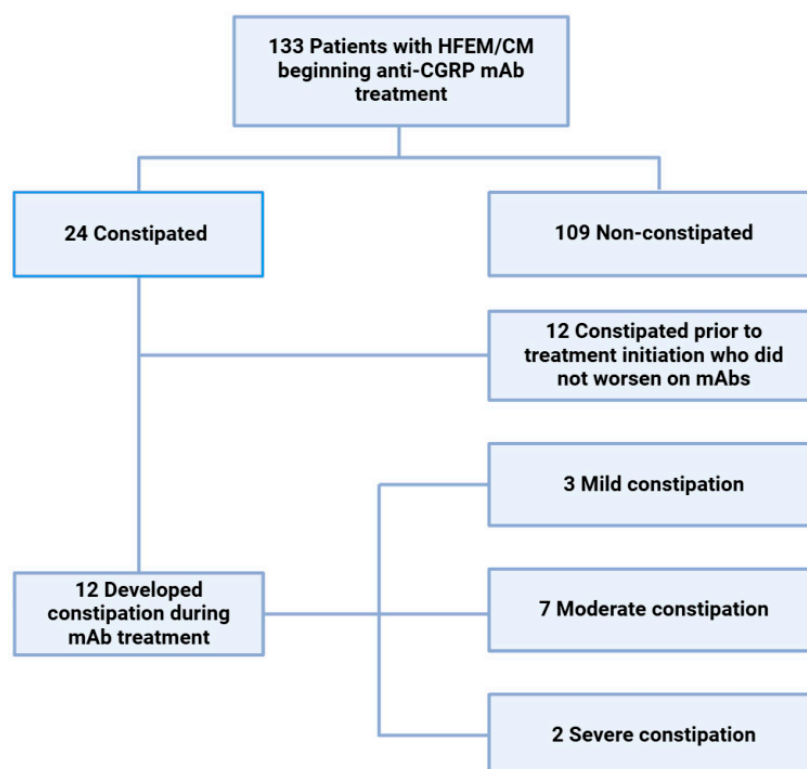 133 Patients with HFEM/CM
beginning anti-CGRP mAb
treatment
24 Constipated
109 Non-constipated
12 Constipated prior to
treatment initiation who did
not worsen on mAbs
3 Mild constipation
12 Developed
constipation during
mAb treatment
7 Moderate constipation
2 Severe constipation